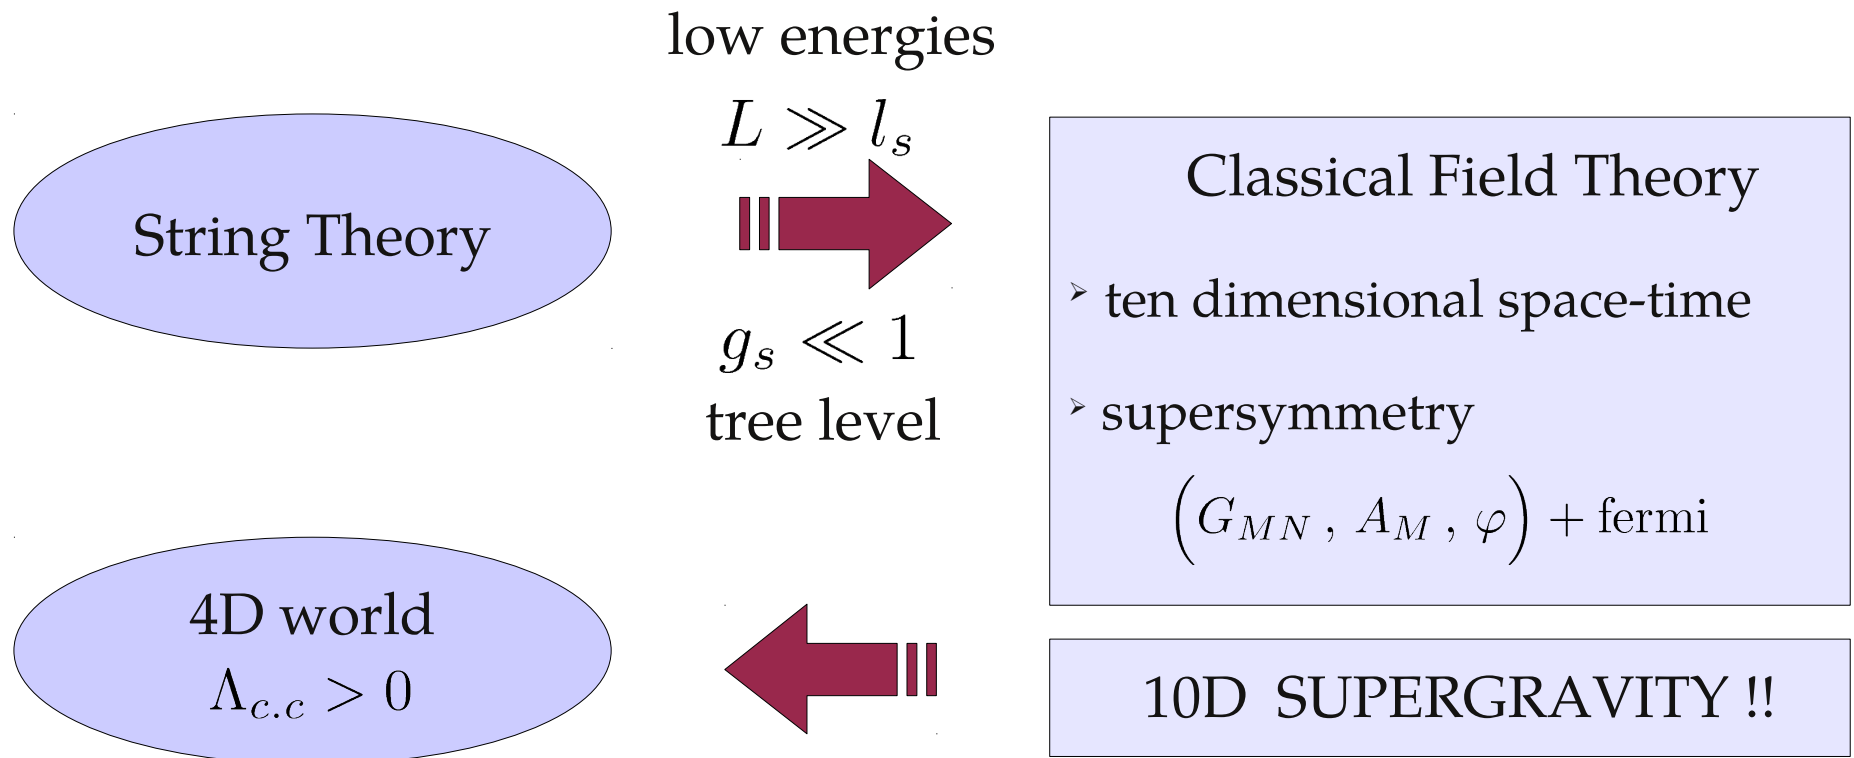 low energies
L ≫ l_s
String Theory
g_s ≪ 1
tree level
Classical Field Theory
➢ ten dimensional space-time
➢ supersymmetry
(G_{MN} , A_M , φ) + fermi
10D SUPERGRAVITY !!
4D world
Λ_{c.c} > 0